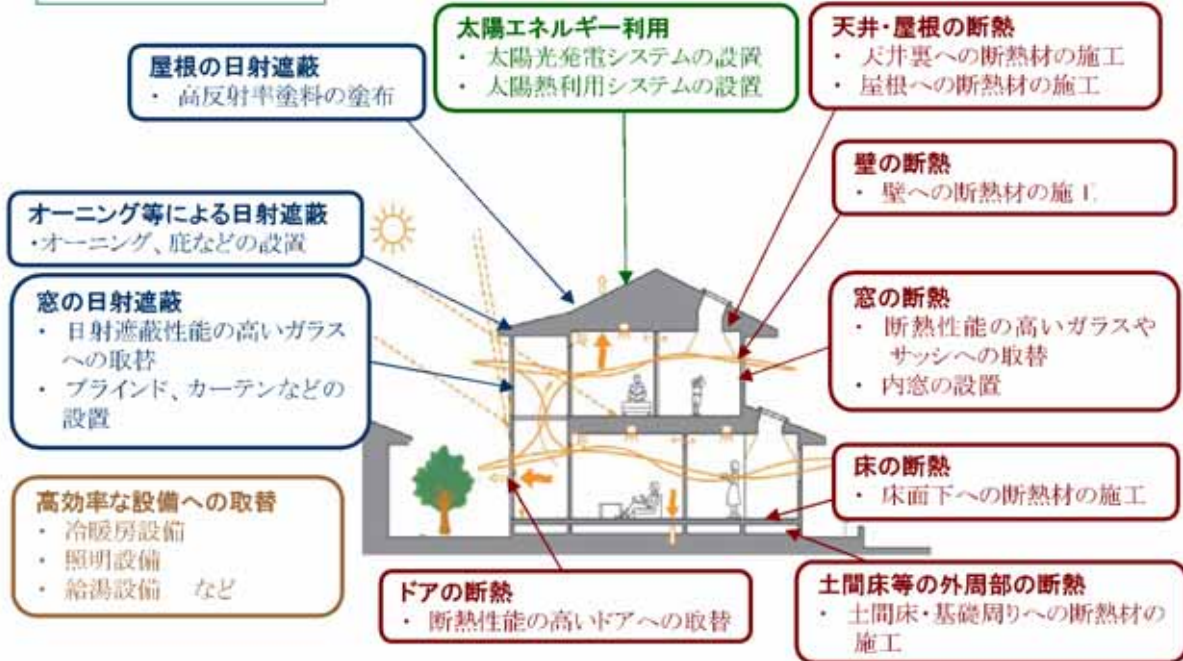 太陽エネルギー利用
・ 太陽光発電システムの設置
・ 太陽熱利用システムの設置
天井・屋根の断熱
・ 天井裏への断熱材の施工
・ 屋根への断熱材の施工
屋根の日射遮蔽
・ 高反射率塗料の塗布
壁の断熱
・ 壁への断熱材の施工
オーニング等による日射遮蔽
・オーニング、庇などの設置
窓の日射遮蔽
・ 日射遮蔽性能の高いガラス
への取替
・ ブラインド、カーテンなどの
設置
窓の断熱
・ 断熱性能の高いガラスや
サッシへの取替
・ 内窓の設置
高効率な設備への取替
・ 冷暖房設備
・ 照明設備
・ 給湯設備 など
床の断熱
・ 床面下への断熱材の施工
ドアの断熱
・ 断熱性能の高いドアへの取替
土間床等の外周部の断熱
・ 土間床・基礎周りへの断熱材の
施工